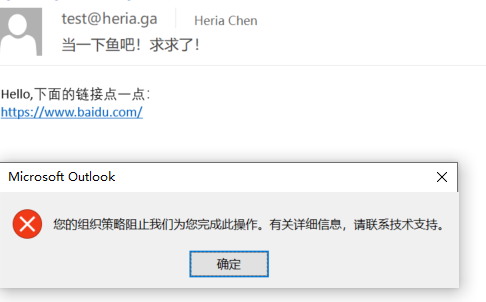 test@heria.ga Heria Chen
当一下鱼吧！求求了！
Hello,下面的链接点一点：
https://www.baidu.com/
Microsoft Outlook
您的组织策略阻止我们为您完成此操作。有关详细信息，请联系技术支持。
确定